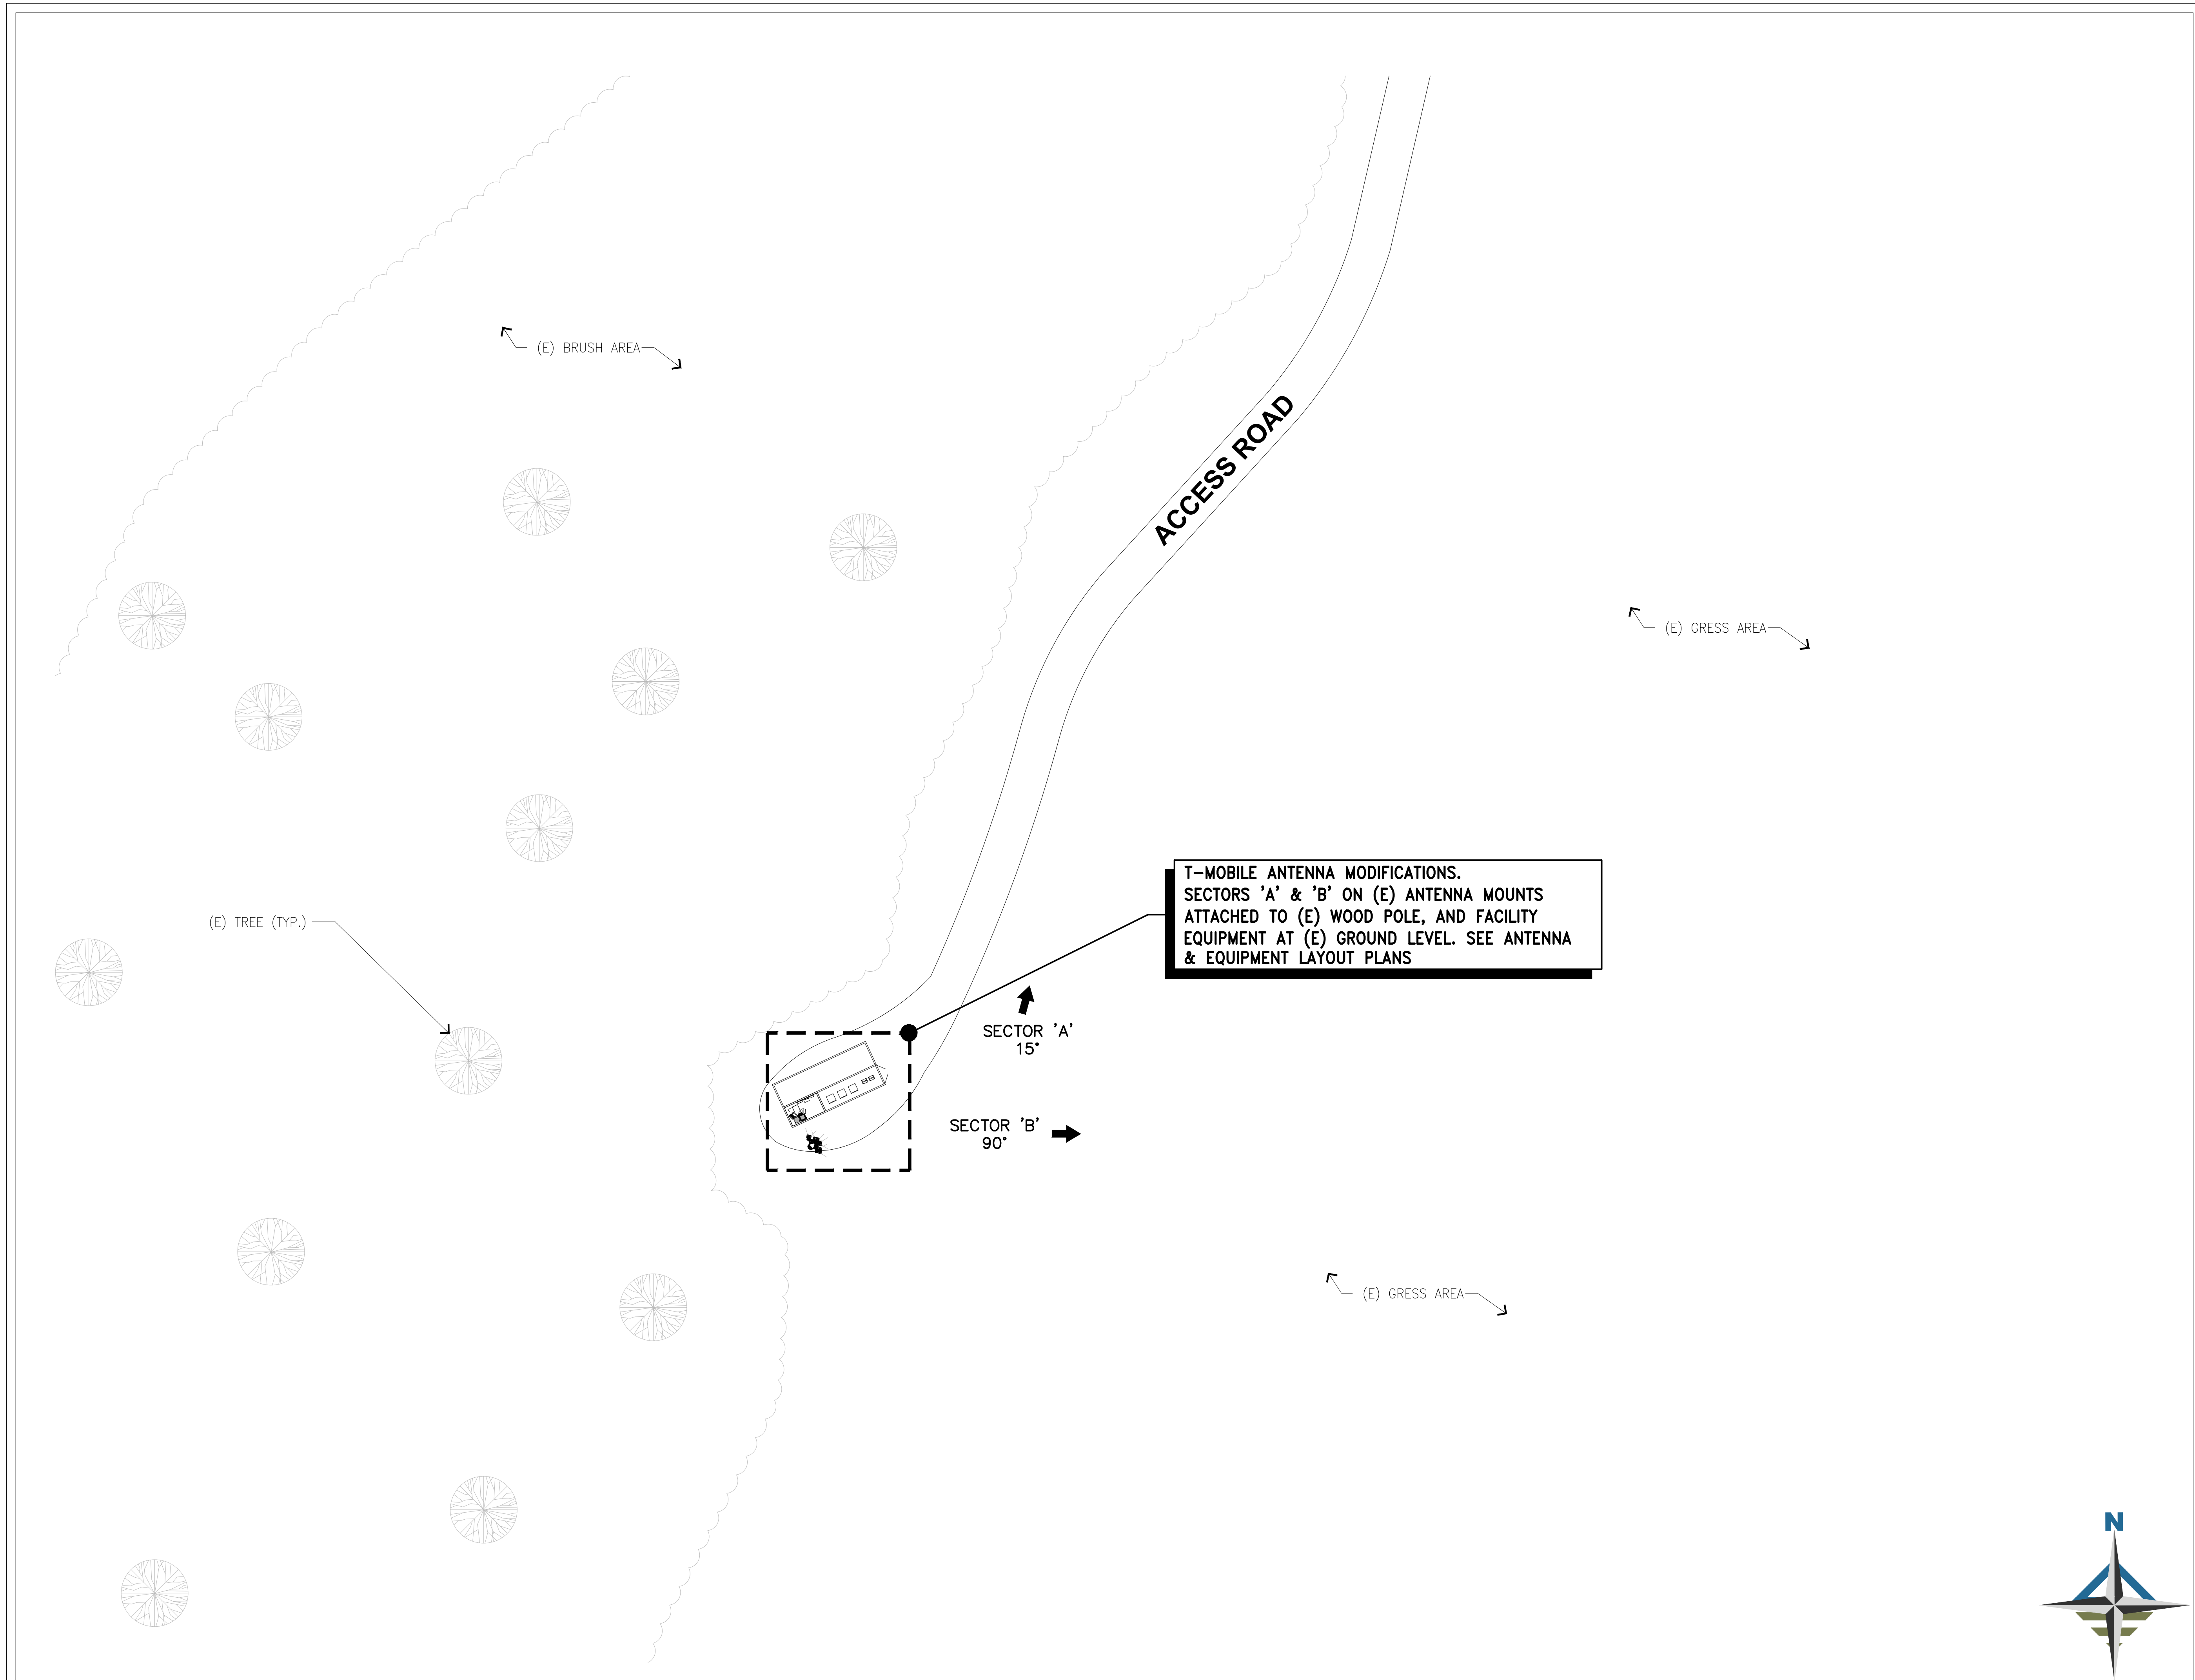 (E) BRUSH AREA
ACCESS ROAD
(E) GRESS AREA
T-MOBILE ANTENNA MODIFICATIONS.
SECTORS 'A' & 'B' ON (E) ANTENNA MOUNTS
ATTACHED TO (E) WOOD POLE, AND FACILITY
EQUIPMENT AT (E) GROUND LEVEL. SEE ANTENNA
& EQUIPMENT LAYOUT PLANS
(E) TREE (TYP.)
SECTOR 'A'
15°
SECTOR 'B'
90°
(E) GRESS AREA
N